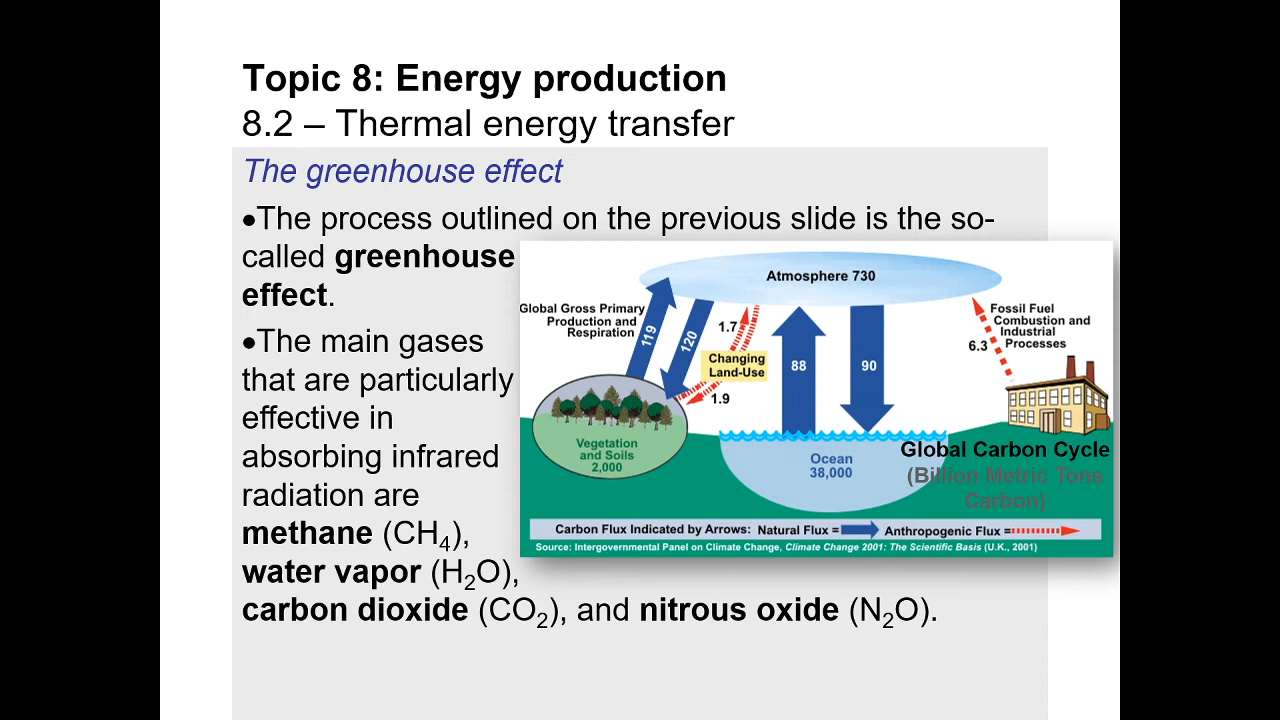 Topic 8: Energy production
8.2 – Thermal energy transfer
The greenhouse effect
•The process outlined on the previous slide is the so-
called greenhouse
effect.
•The main gases
that are particularly
effective in
absorbing infrared
radiation are
methane (CH₄),
water vapor (H₂O),
carbon dioxide (CO₂), and nitrous oxide (N₂O).
Atmosphere 730
Global Gross Primary
Production and
Respiration
119
120
1.7
Changing
Land-Use
1.9
88
90
Fossil Fuel
Combustion and
Industrial
Processes
6.3
Vegetation
and Soils
2,000
Ocean
38,000
Global Carbon Cycle
(Billion Metric Tons
Carbon)
Carbon Flux Indicated by Arrows: Natural Flux = Anthropogenic Flux =
Source: Intergovernmental Panel on Climate Change, Climate Change 2001: The Scientific Basis (U.K., 2001)